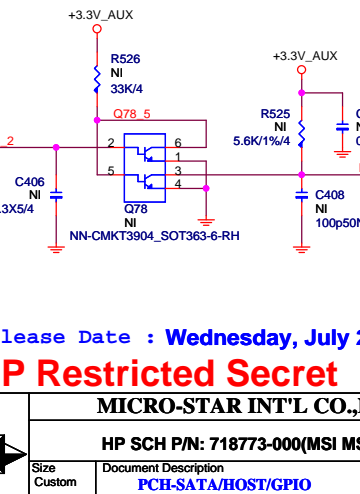 +3.3V_AUX
R526
NI
33K/4
+3.3V_AUX
Q78_5
R525
NI
5.6K/1%/4
_2
2
5
6
1
3
4
C406
NI
.3X5/4
Q78
NI
NN-CMKT3904_SOT363-6-RH
C408
NI
100p50N
lease Date : Wednesday, July 2
P Restricted Secret
MICRO-STAR INT'L CO.,
HP SCH P/N: 718773-000(MSI MS
Size
Custom
Document Description
PCH-SATA/HOST/GPIO